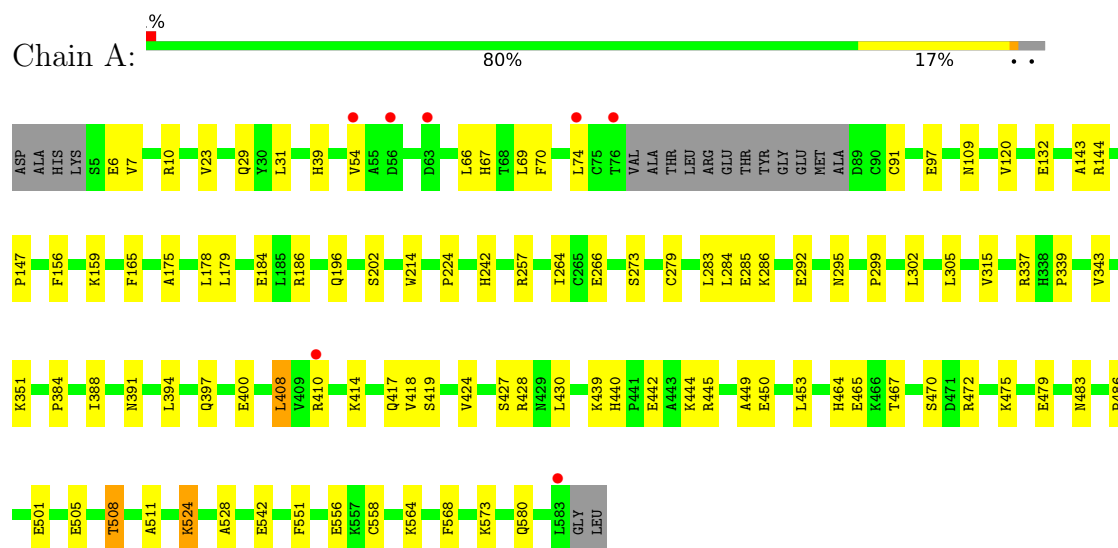 .%
Chain A:
80% 17% . .
ASP ALA HIS LYS S5 E6 V7 R10 V23 Q29 Y30 L31 H39 V54 A55 D56 D63 L66 H67 T68 L69 F70 L74 C75 T76 VAL ALA THR LEU ARG GLU THR TYR GLY GLU MET ALA D89 C90 C91 E97 N109 V120 E132 A143 R144
P147 F156 K159 F165 A175 L178 L179 E184 L185 R186 Q196 S202 W214 P224 H242 R257 I264 C265 E266 S273 C279 L283 L284 E285 K286 E292 N295 P299 L302 L305 V315 R337 H338 P339 V343
K351 P384 I388 N391 L394 Q397 E400 L408 V409 R410 K414 Q417 V418 S419 V424 S427 R428 N429 L430 K439 H440 P441 E442 A443 K444 R445 A449 E450 L453 H464 E465 K466 T467 S470 D471 R472 K475 E479 N483
E501 E505 T508 A511 K524 A528 E542 F551 E556 K557 C558 K564 F568 K573 Q580 L583 GLY LEU